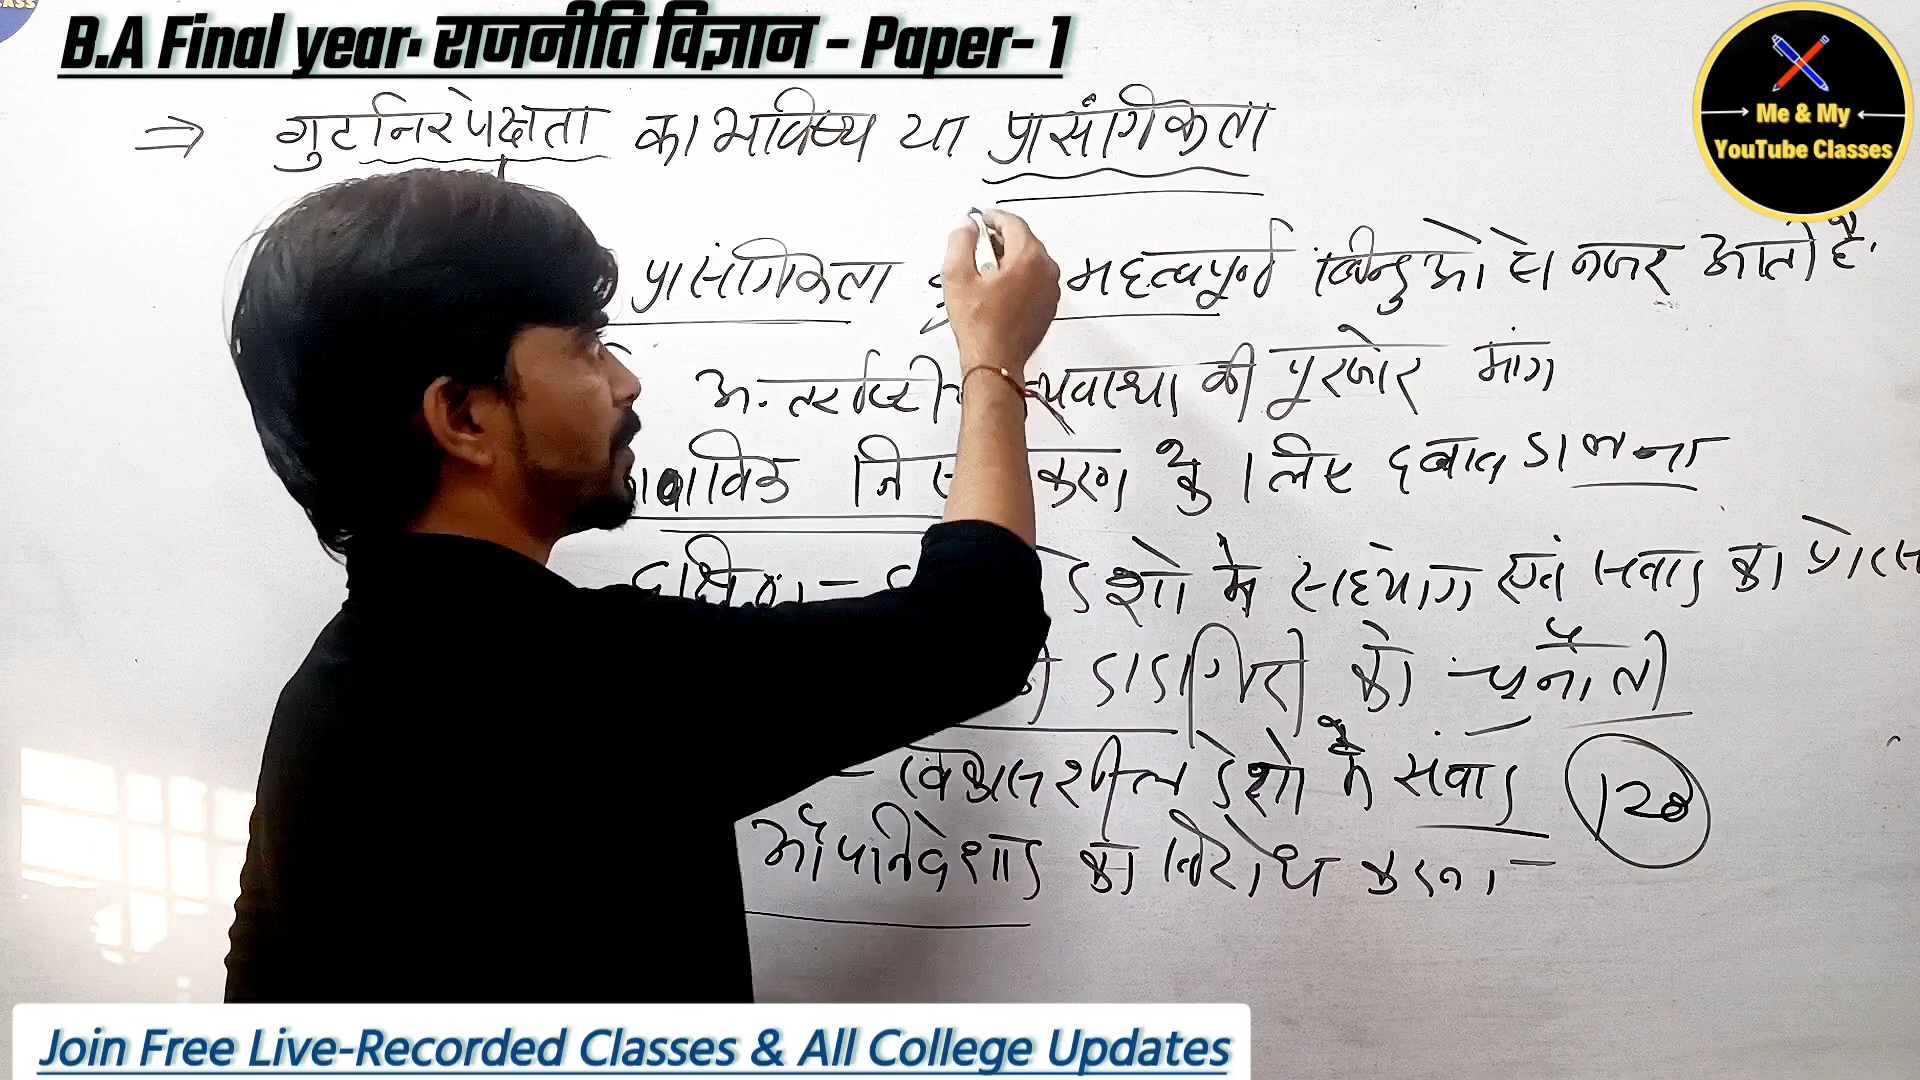 B.A Final year. राजनीति विज्ञान - Paper- 1
⇒ गुटनिरपेक्षता का भविष्य या प्रासंगिकता
प्रासंगिकता महत्वपूर्ण बिन्दुओं से नजर आती है.
अन्तर्राष्ट्रीय व्यवस्था की पूरजोर मांग
के लिए दबाव डालना
देशो के सहयोग एवं का
दादागिरी को चुनौती
- विकासशील देशो के संवाद
120
औपनिवेशवाद का विरोध करना -
Me & My
YouTube Classes
Join Free Live-Recorded Classes & All College Updates